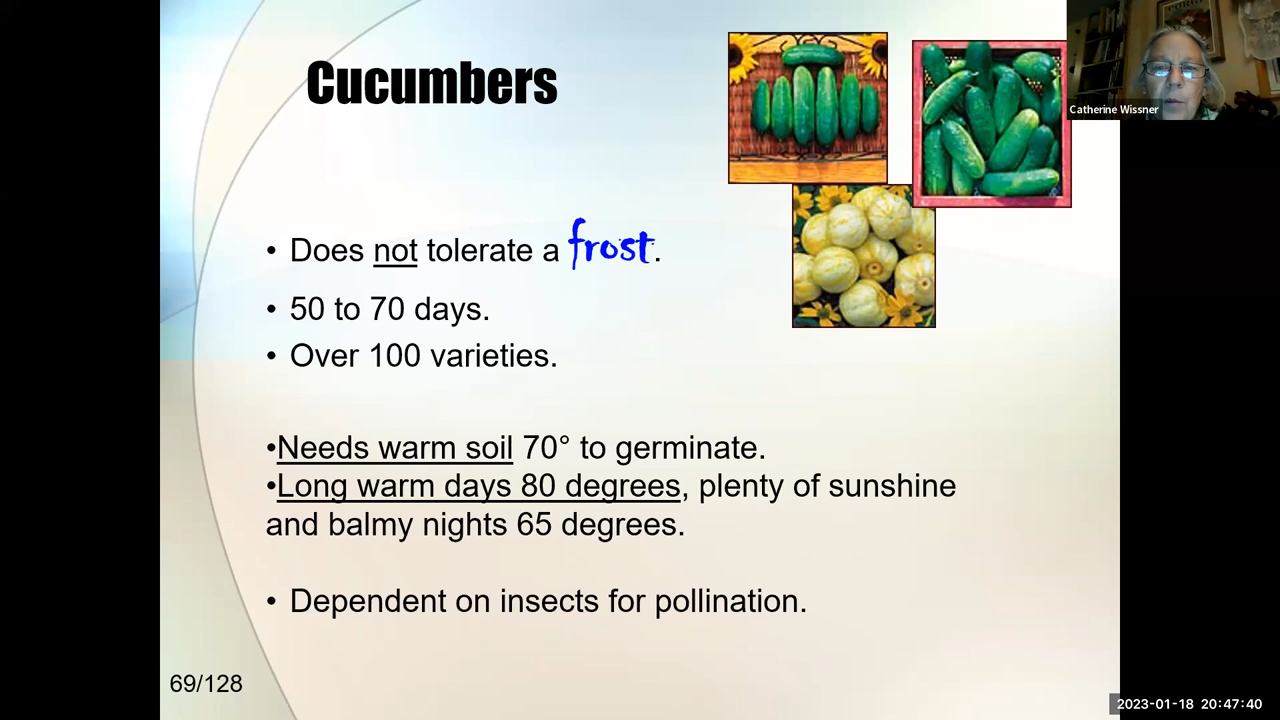 Cucumbers
Catherine Wissner
• Does not tolerate a frost.
• 50 to 70 days.
• Over 100 varieties.
•Needs warm soil 70° to germinate.
•Long warm days 80 degrees, plenty of sunshine
and balmy nights 65 degrees.
• Dependent on insects for pollination.
69/128
2023-01-18 20:47:40